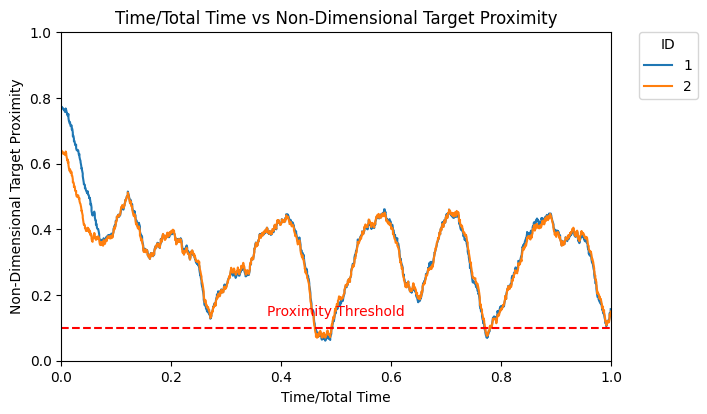 Time/Total Time vs Non-Dimensional Target Proximity
ID
1
2
Non-Dimensional Target Proximity
1.0
0.8
0.6
0.4
0.2
0.0
Proximity Threshold
0.0 0.2 0.4 0.6 0.8 1.0
Time/Total Time